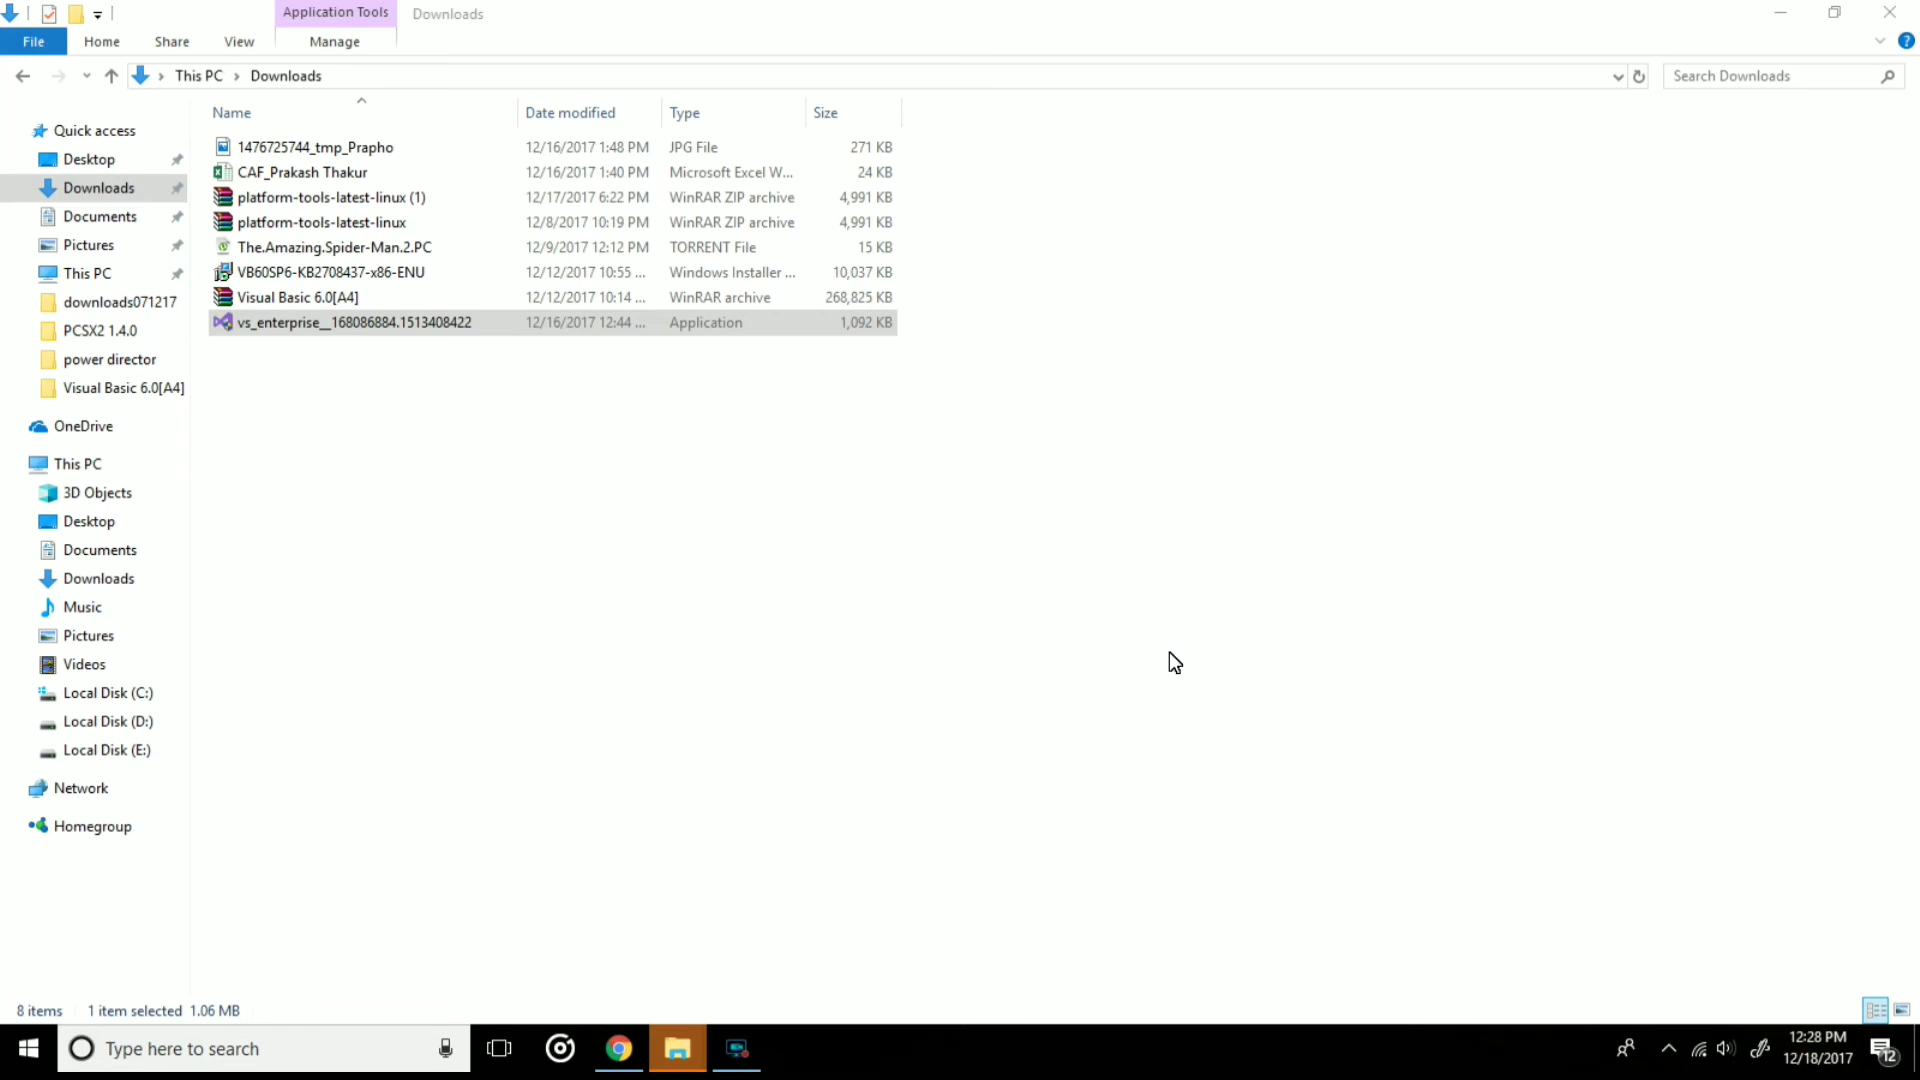 Application Tools Downloads
File Home Share View Manage
This PC Downloads Search Downloads
Name Date modified Type Size
Quick access
Desktop
Downloads
Documents
Pictures
This PC
downloads071217
PCSX2 1.4.0
power director
Visual Basic 6.0[A4]
OneDrive
This PC
3D Objects
Desktop
Documents
Downloads
Music
Pictures
Videos
Local Disk (C:)
Local Disk (D:)
Local Disk (E:)
Network
Homegroup
1476725744_tmp_Prapho 12/16/2017 1:48 PM JPG File 271 KB
CAF_Prakash Thakur 12/16/2017 1:40 PM Microsoft Excel W... 24 KB
platform-tools-latest-linux (1) 12/17/2017 6:22 PM WinRAR ZIP archive 4,991 KB
platform-tools-latest-linux 12/8/2017 10:19 PM WinRAR ZIP archive 4,991 KB
The.Amazing.Spider-Man.2.PC 12/9/2017 12:12 PM TORRENT File 15 KB
VB60SP6-KB2708437-x86-ENU 12/12/2017 10:55 ... Windows Installer ... 10,037 KB
Visual Basic 6.0[A4] 12/12/2017 10:14 ... WinRAR archive 268,825 KB
vs_enterprise__168086884.1513408422 12/16/2017 12:44 ... Application 1,092 KB
8 items 1 item selected 1.06 MB
Type here to search
12:28 PM
12/18/2017
12